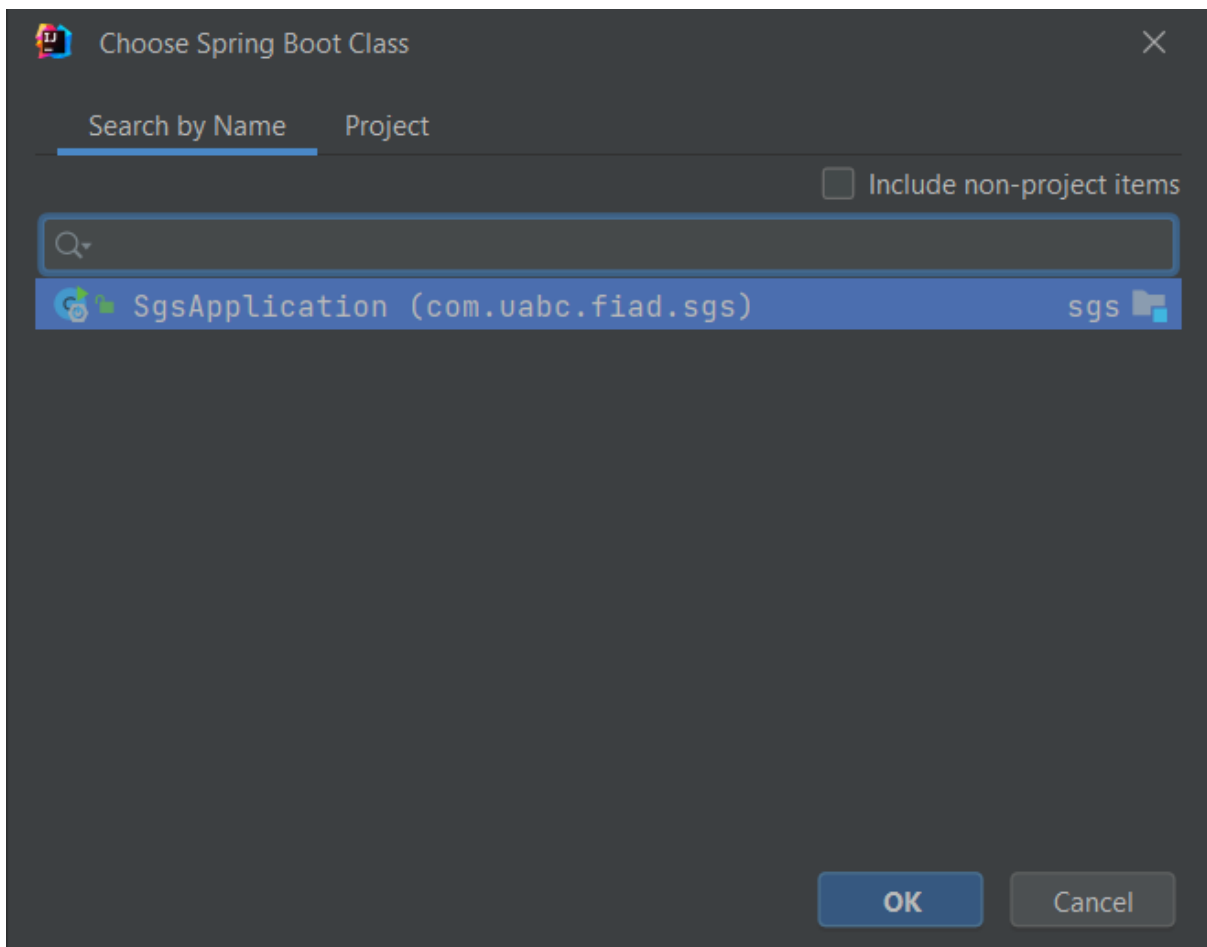 Choose Spring Boot Class
Search by Name Project
Include non-project items
SgsApplication (com.uabc.fiad.sgs) sgs
OK Cancel